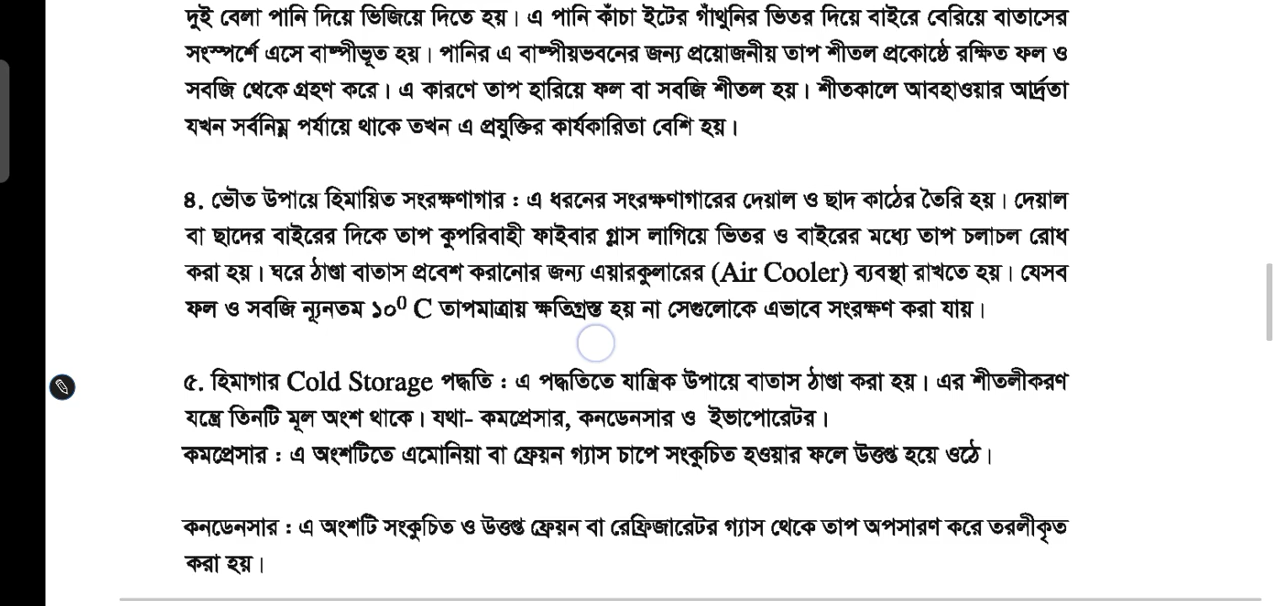 দুই বেলা পানি দিয়ে ভিজিয়ে দিতে হয়। এ পানি কাঁচা ইটের গাঁথুনির ভিতর দিয়ে বাইরে বেরিয়ে বাতাসের
সংস্পর্শে এসে বাষ্পীভূত হয়। পানির এ বাষ্পীয়ভবনের জন্য প্রয়োজনীয় তাপ শীতল প্রকোষ্ঠে রক্ষিত ফল ও
সবজি থেকে গ্রহণ করে। এ কারণে তাপ হারিয়ে ফল বা সবজি শীতল হয়। শীতকালে আবহাওয়ার আর্দ্রতা
যখন সর্বনিম্ন পর্যায়ে থাকে তখন এ প্রযুক্তির কার্যকারিতা বেশি হয়।
৪. ভৌত উপায়ে হিমায়িত সংরক্ষণাগার : এ ধরনের সংরক্ষণাগারের দেয়াল ও ছাদ কাঠের তৈরি হয়। দেয়াল
বা ছাদের বাইরের দিকে তাপ কুপরিবাহী ফাইবার গ্লাস লাগিয়ে ভিতর ও বাইরের মধ্যে তাপ চলাচল রোধ
করা হয়। ঘরে ঠাণ্ডা বাতাস প্রবেশ করানোর জন্য এয়ারকুলারের (Air Cooler) ব্যবস্থা রাখতে হয়। যেসব
ফল ও সবজি ন্যূনতম ১০⁰ C তাপমাত্রায় ক্ষতিগ্রস্ত হয় না সেগুলোকে এভাবে সংরক্ষণ করা যায়।
৫. হিমাগার Cold Storage পদ্ধতি : এ পদ্ধতিতে যান্ত্রিক উপায়ে বাতাস ঠাণ্ডা করা হয়। এর শীতলীকরণ
যন্ত্রে তিনটি মূল অংশ থাকে। যথা- কমপ্রেসার, কনডেনসার ও ইভাপোরেটর।
কমপ্রেসার : এ অংশটিতে এমোনিয়া বা ফ্রেয়ন গ্যাস চাপে সংকুচিত হওয়ার ফলে উত্তপ্ত হয়ে ওঠে।
কনডেনসার : এ অংশটি সংকুচিত ও উত্তপ্ত ফ্রেয়ন বা রেফ্রিজারেটর গ্যাস থেকে তাপ অপসারণ করে তরলীকৃত
করা হয়।